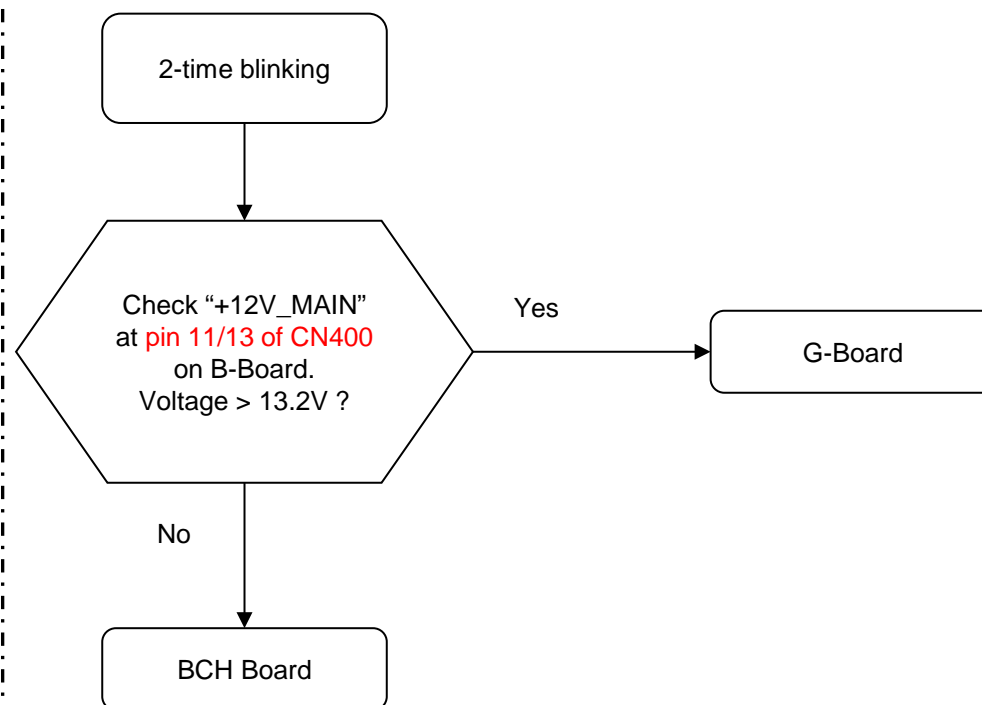 2-time blinking
Check “+12V_MAIN”
at pin 11/13 of CN400
on B-Board.
Voltage > 13.2V ?
Yes
G-Board
No
BCH Board